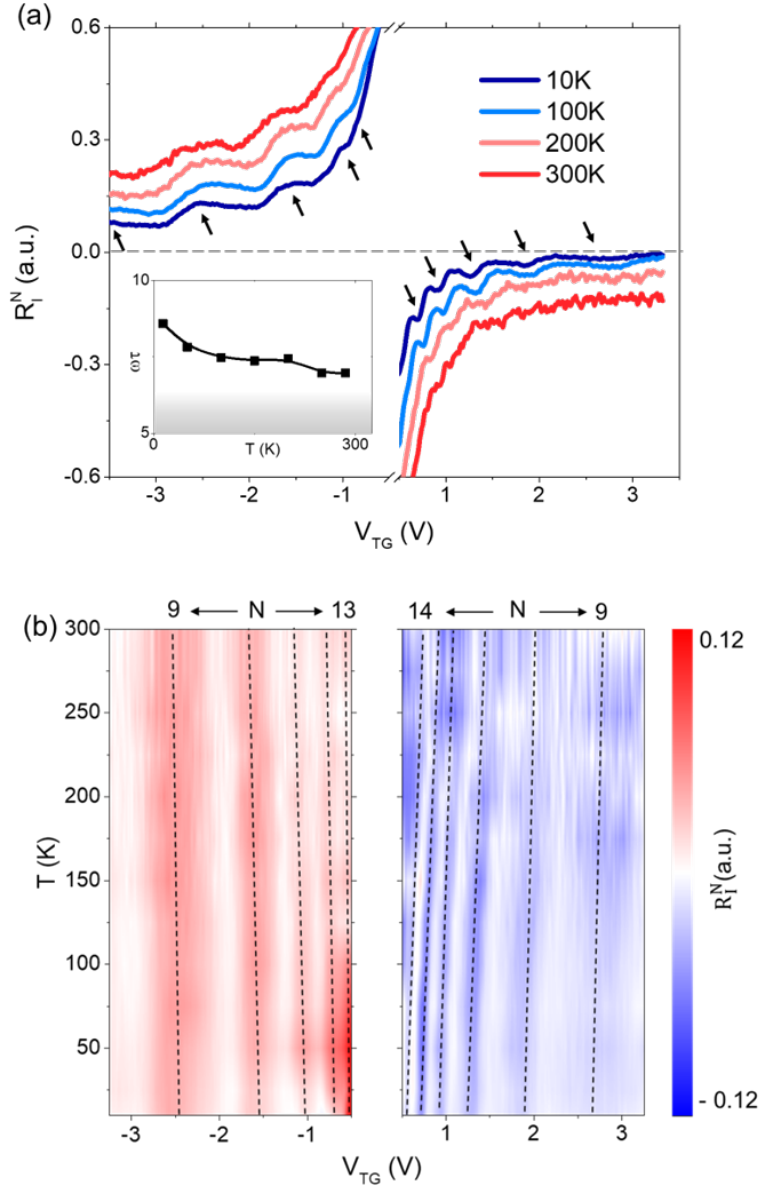 (a)
0.6
0.3
0.0
-0.3
-0.6
R_I^N (a.u.)
10K
100K
200K
300K
10
5
ωτ
0
300
T (K)
-3
-2
-1
1
2
3
V_TG (V)
(b)
9 ← N → 13
14 ← N → 9
300
250
200
150
100
50
T (K)
-3
-2
-1
1
2
3
V_TG (V)
0.12
- 0.12
R_I^N(a.u.)